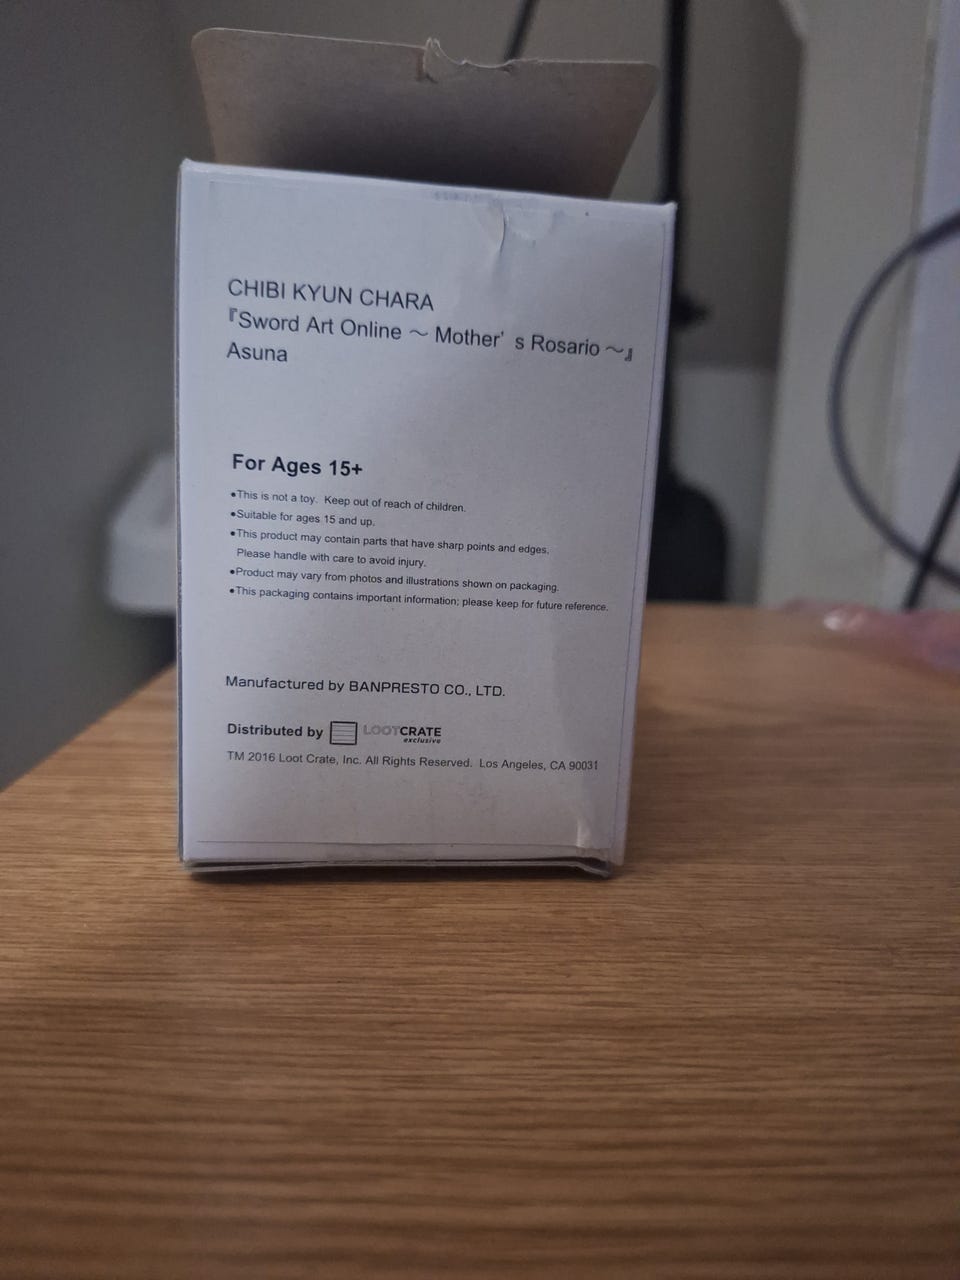 CHIBI KYUN CHARA
『Sword Art Online ～ Mother's Rosario ～』
Asuna
For Ages 15+
●This is not a toy. Keep out of reach of children.
●Suitable for ages 15 and up.
●This product may contain parts that have sharp points and edges.
Please handle with care to avoid injury.
●Product may vary from photos and illustrations shown on packaging.
●This packaging contains important information; please keep for future reference.
Manufactured by BANPRESTO CO., LTD.
Distributed by LOOTCRATE
exclusive
TM 2016 Loot Crate, Inc. All Rights Reserved. Los Angeles, CA 90031